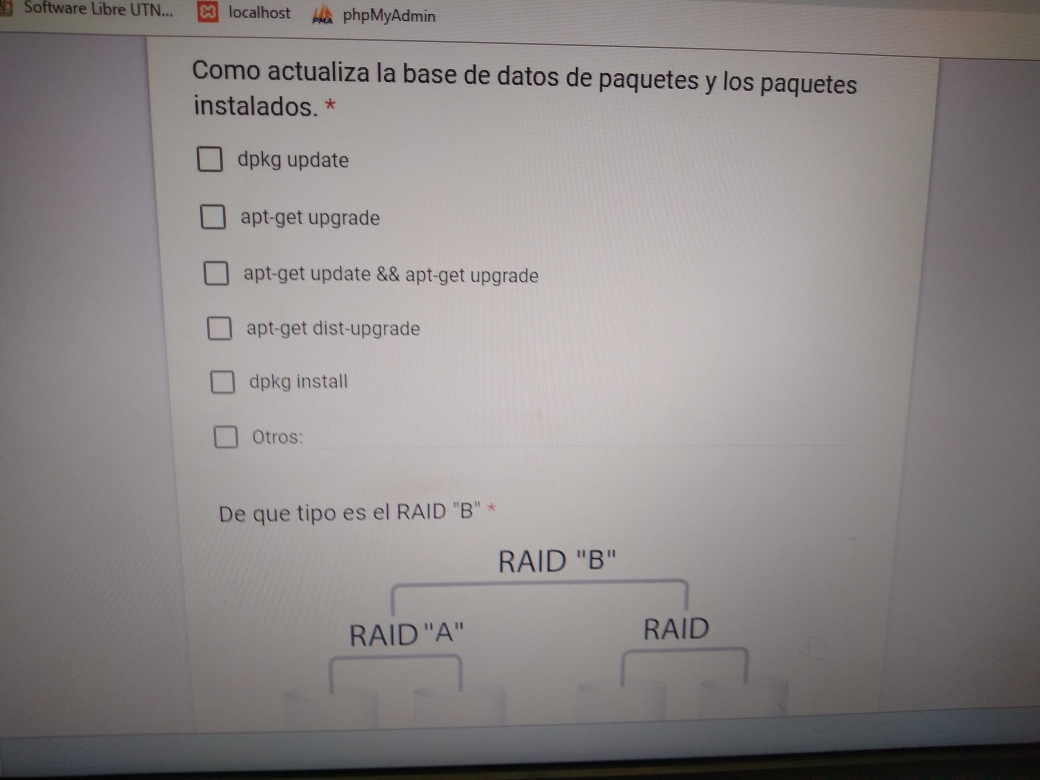 Software Libre UTN... localhost phpMyAdmin
Como actualiza la base de datos de paquetes y los paquetes
instalados. *
dpkg update
apt-get upgrade
apt-get update && apt-get upgrade
apt-get dist-upgrade
dpkg install
Otros:
De que tipo es el RAID "B" *
RAID "B"
RAID "A" RAID